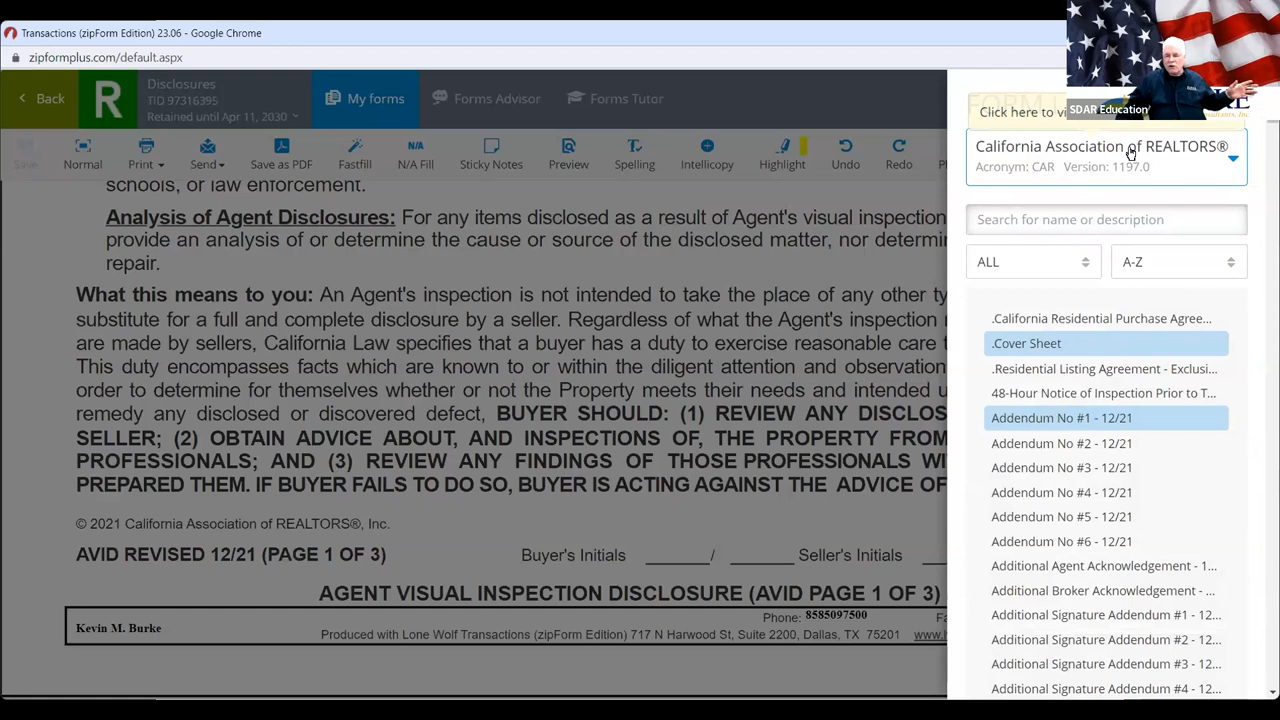 Transactions (zipForm Edition) 23.06 - Google Chrome
zipformplus.com/default.aspx
Back
R
Disclosures
TID 97316395
Retained until Apr 11, 2030
My forms
Forms Advisor
Forms Tutor
Save
Normal
Print
Send
Save as PDF
Fastfill
N/A
N/A Fill
Sticky Notes
Preview
Spelling
Intellicopy
Highlight
Undo
Redo
schools, or law enforcement.
Analysis of Agent Disclosures: For any items disclosed as a result of Agent's visual inspection
provide an analysis of or determine the cause or source of the disclosed matter, nor determin
repair.
What this means to you: An Agent's inspection is not intended to take the place of any other ty
substitute for a full and complete disclosure by a seller. Regardless of what the Agent's inspection
are made by sellers, California Law specifies that a buyer has a duty to exercise reasonable care t
This duty encompasses facts which are known to or within the diligent attention and observation
order to determine for themselves whether or not the Property meets their needs and intended u
remedy any disclosed or discovered defect, BUYER SHOULD: (1) REVIEW ANY DISCLOS
SELLER; (2) OBTAIN ADVICE ABOUT, AND INSPECTIONS OF, THE PROPERTY FROM
PROFESSIONALS; AND (3) REVIEW ANY FINDINGS OF THOSE PROFESSIONALS WI
PREPARED THEM. IF BUYER FAILS TO DO SO, BUYER IS ACTING AGAINST THE ADVICE OF
© 2021 California Association of REALTORS®, Inc.
AVID REVISED 12/21 (PAGE 1 OF 3) Buyer's Initials ______ / ______ Seller's Initials
AGENT VISUAL INSPECTION DISCLOSURE (AVID PAGE 1 OF 3)
Kevin M. Burke
Phone: 8585097500
Produced with Lone Wolf Transactions (zipForm Edition) 717 N Harwood St, Suite 2200, Dallas, TX 75201
Click here to vi
SDAR Education
California Association of REALTORS®
Acronym: CAR Version: 1197.0
Search for name or description
ALL
A-Z
.California Residential Purchase Agree...
.Cover Sheet
.Residential Listing Agreement - Exclusi...
48-Hour Notice of Inspection Prior to T...
Addendum No #1 - 12/21
Addendum No #2 - 12/21
Addendum No #3 - 12/21
Addendum No #4 - 12/21
Addendum No #5 - 12/21
Addendum No #6 - 12/21
Additional Agent Acknowledgement - 1...
Additional Broker Acknowledgement - ...
Additional Signature Addendum #1 - 12...
Additional Signature Addendum #2 - 12...
Additional Signature Addendum #3 - 12...
Additional Signature Addendum #4 - 12...